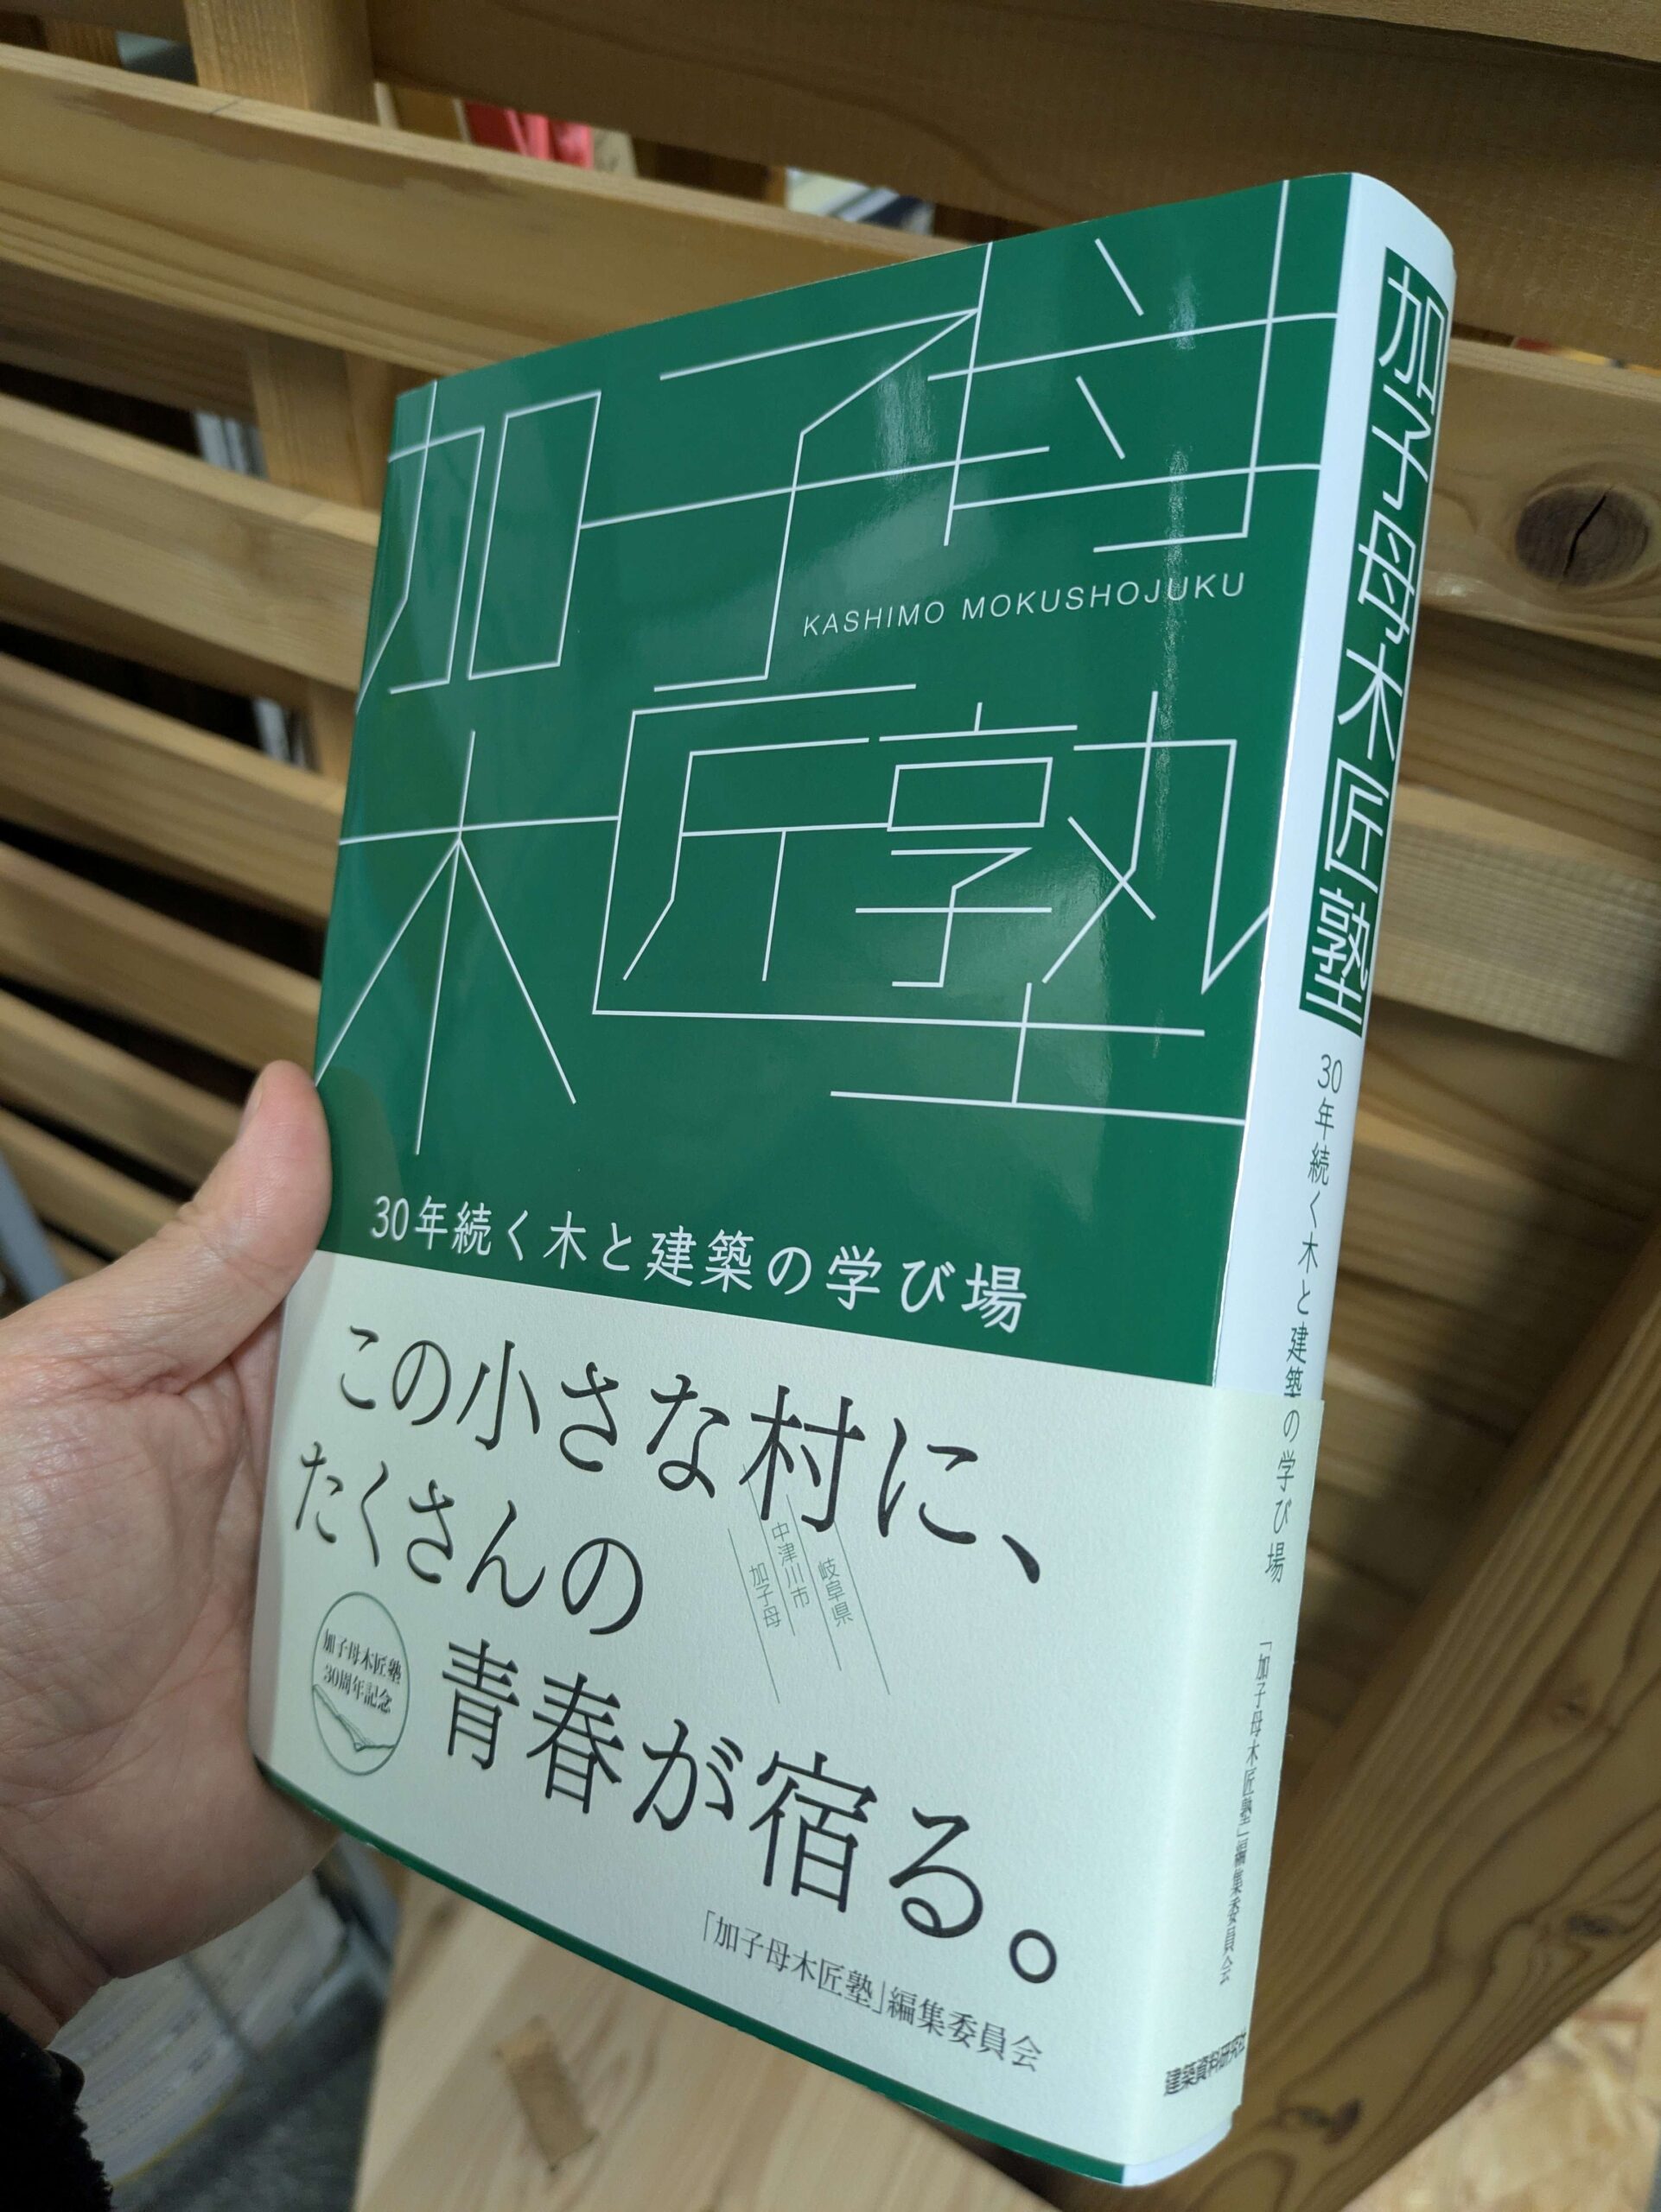 加子母
KASHIMO MOKUSHOJUKU
木匠塾
30年続く木と建築の学び場
この小さな村に、
岐阜県
中津川市
加子母
たくさんの
青春が宿る。
加子母木匠塾
30周年記念
「加子母木匠塾」編集委員会
加子母木匠塾
30年続く木と建築の学び場
「加子母木匠塾」編集委員会
建築資料研究社